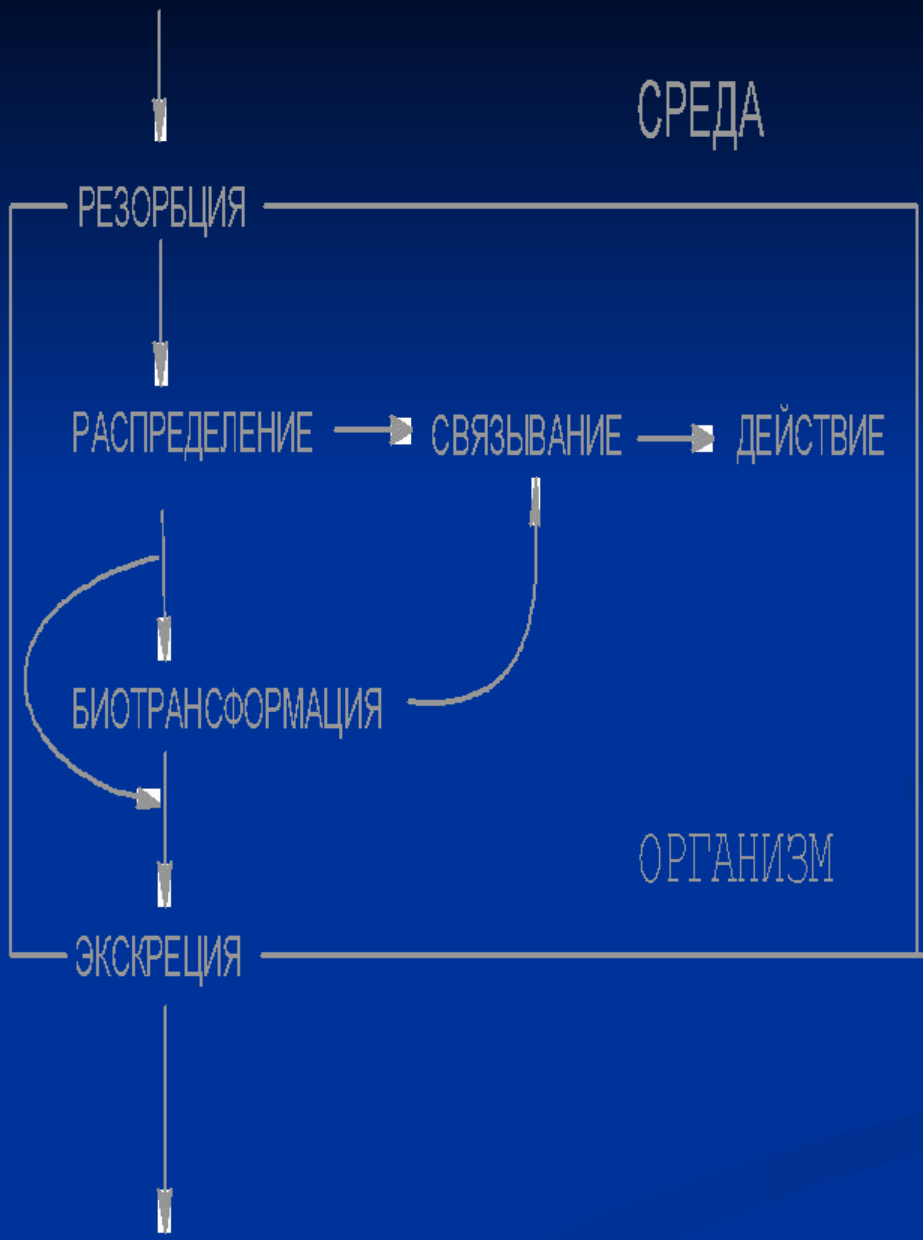 СРЕДА
РЕЗОРБЦИЯ
РАСПРЕДЕЛЕНИЕ СВЯЗЫВАНИЕ ДЕЙСТВИЕ
БИОТРАНСФОРМАЦИЯ
ОРГАНИЗМ
ЭКСКРЕЦИЯ